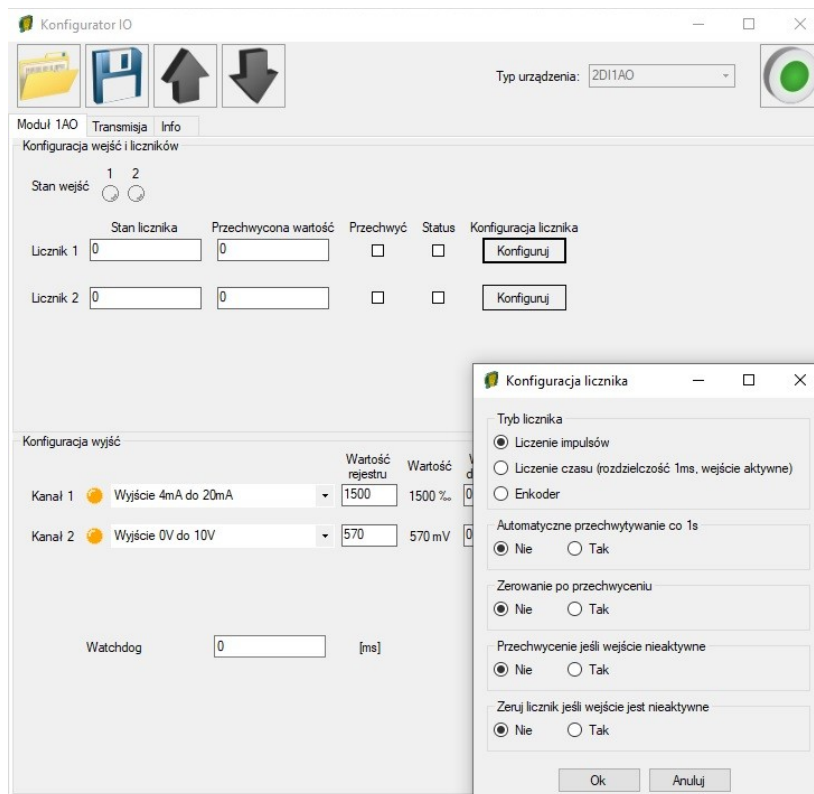 Konfigurator IO
Typ urządzenia: 2DI1AO
Moduł 1AO Transmisja Info
Konfiguracja wejść i liczników
1 2
Stan wejść
Stan licznika Przechwycona wartość Przechwyć Status Konfiguracja licznika
Licznik 1 0 0 Konfiguruj
Licznik 2 0 0 Konfiguruj
Konfiguracja wyjść
Wartość rejestru Wartość
Kanał 1 Wyjście 4mA do 20mA 1500 1500 ‰ 0
Kanał 2 Wyjście 0V do 10V 570 570 mV 0
Watchdog 0 [ms]
Konfiguracja licznika
Tryb licznika
Liczenie impulsów
Liczenie czasu (rozdzielczość 1ms, wejście aktywne)
Enkoder
Automatyczne przechwytywanie co 1s
Nie Tak
Zerowanie po przechwyceniu
Nie Tak
Przechwycenie jeśli wejście nieaktywne
Nie Tak
Zeruj licznik jeśli wejście jest nieaktywne
Nie Tak
Ok Anuluj